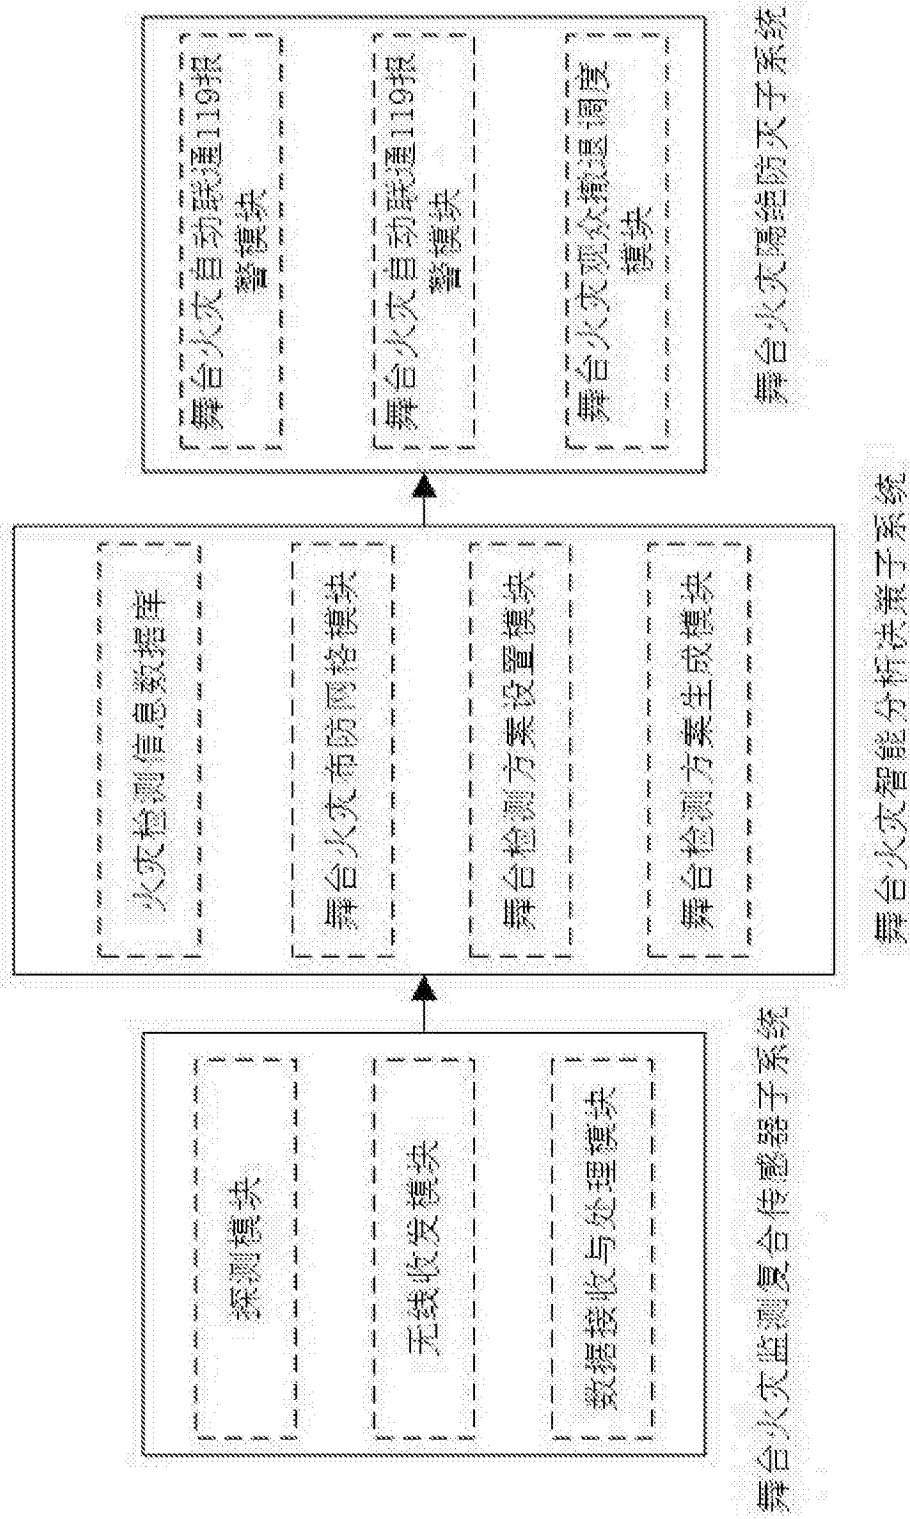 探测模块
无线收发模块
数据接收与处理模块
舞台火灾监测复合传感器子系统
火灾检测信息数据库
舞台火灾布防网格模块
舞台检测方案设置模块
舞台检测方案生成模块
舞台火灾智能分析决策子系统
舞台火灾自动联通119报
警模块
舞台火灾自动联通119报
警模块
舞台火灾观众撤退调度
模块
舞台火灾隔绝防灭子系统